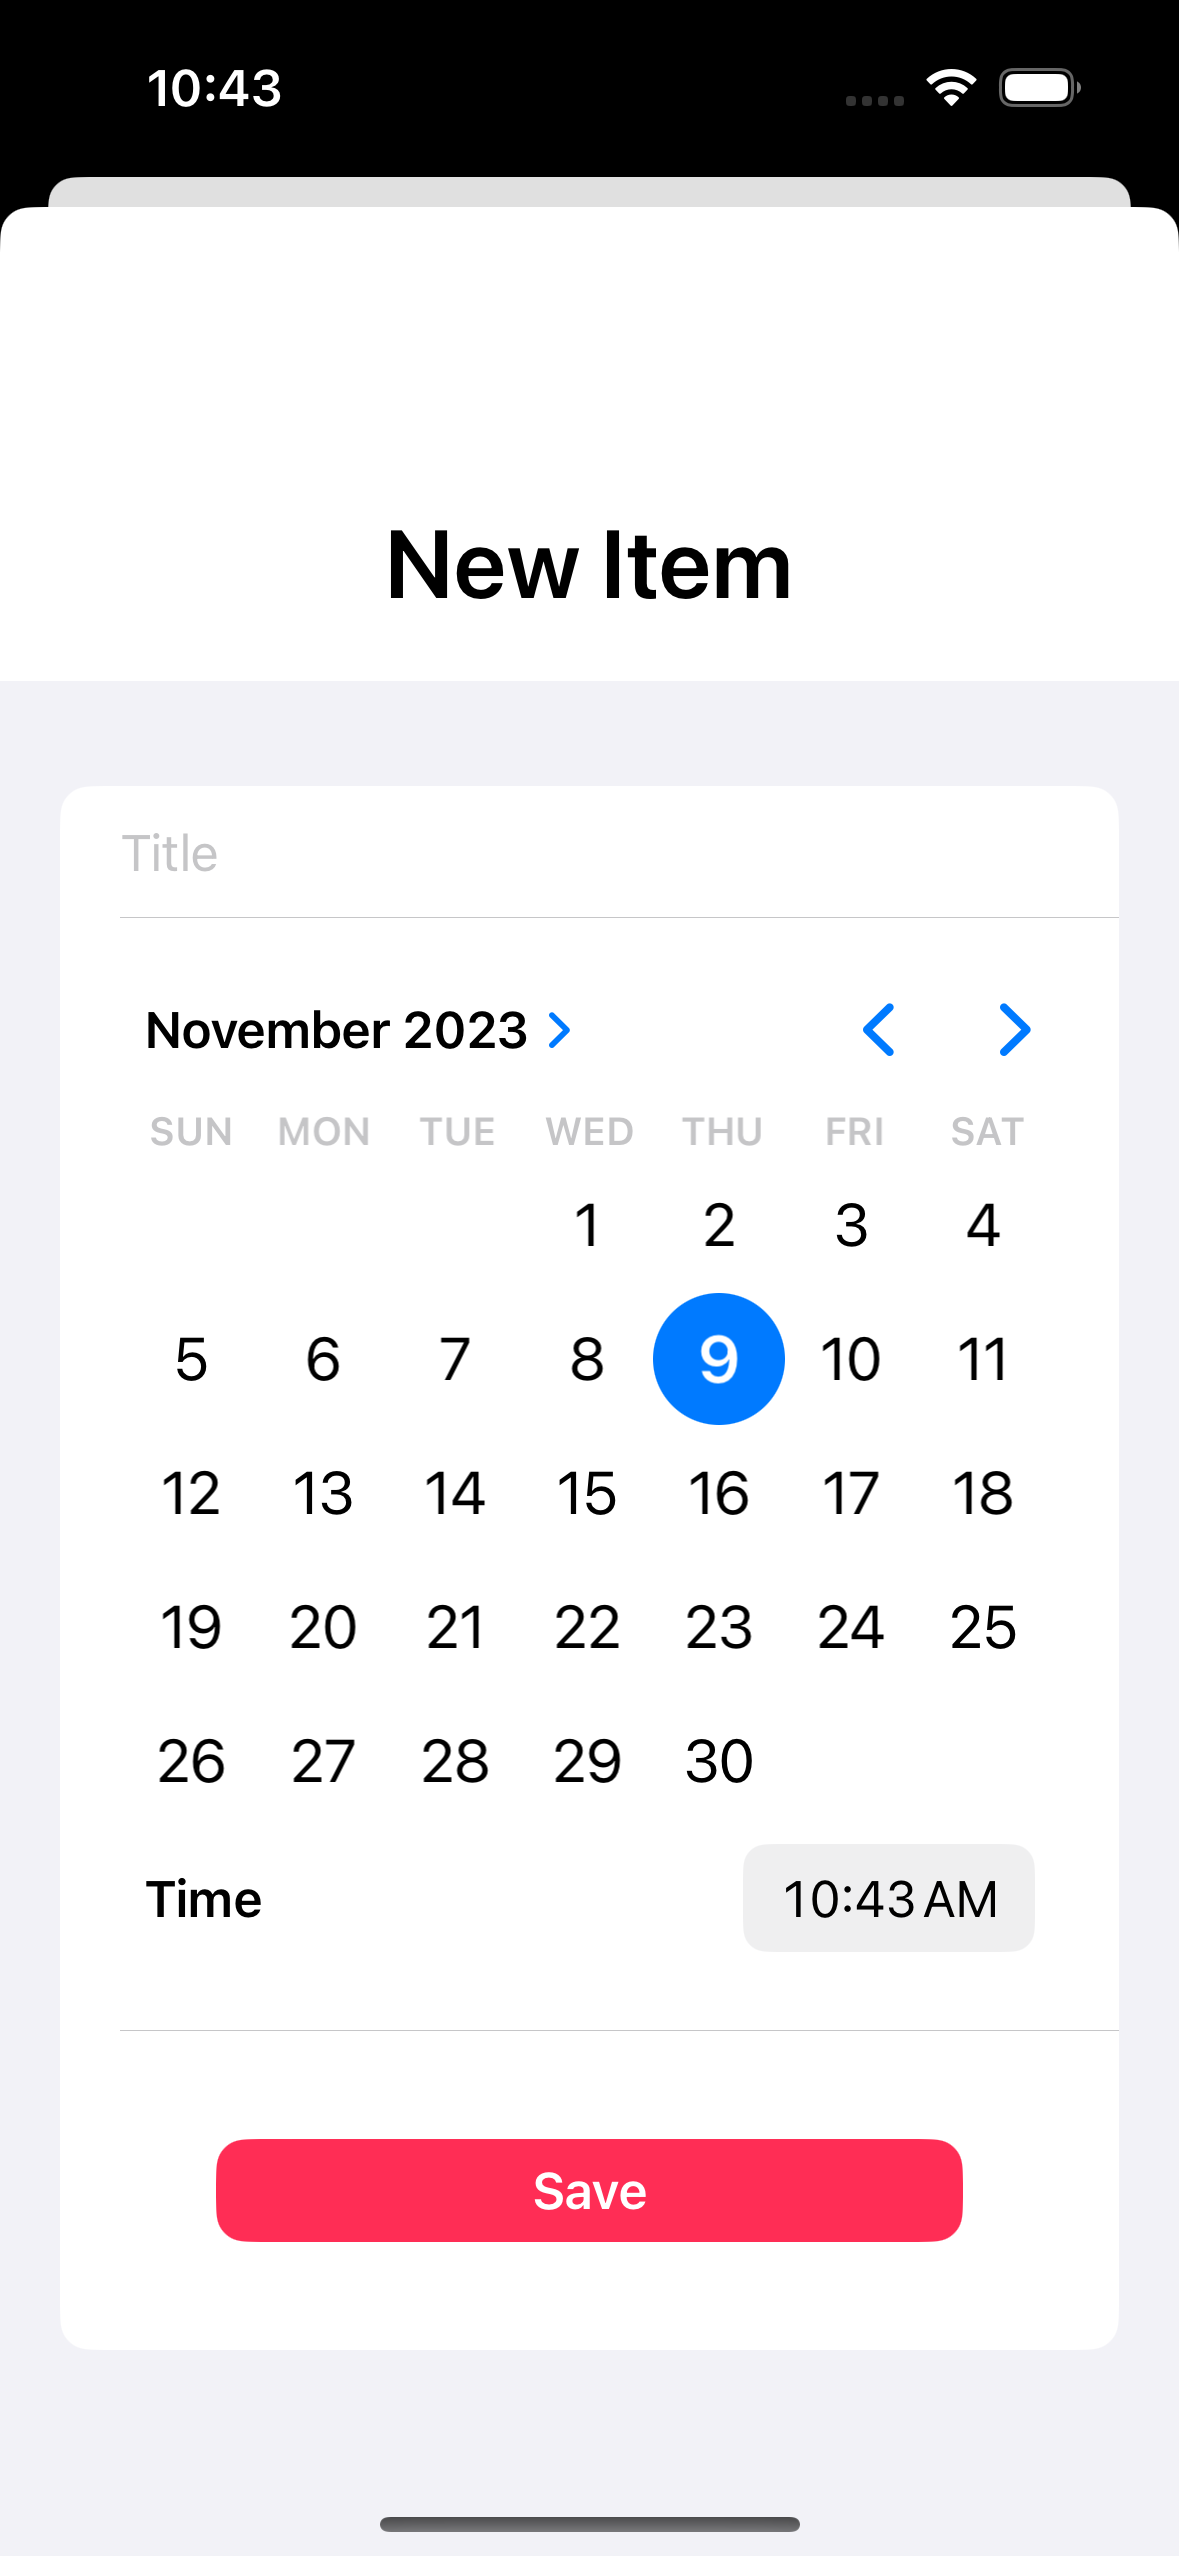 10:43
New Item
Title
November 2023
SUN MON TUE WED THU FRI SAT
1 2 3 4
5 6 7 8 9 10 11
12 13 14 15 16 17 18
19 20 21 22 23 24 25
26 27 28 29 30
Time 10:43 AM
Save